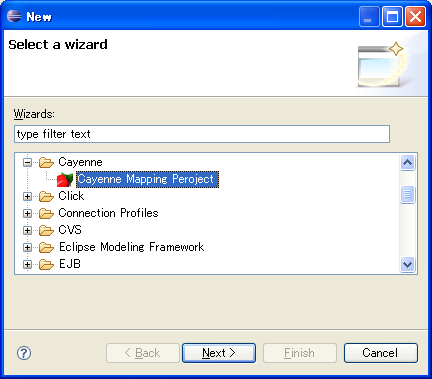 New
Select a wizard
Wizards:
type filter text
Cayenne
Cayenne Mapping Peroject
Click
Connection Profiles
CVS
Eclipse Modeling Framework
EJB
?
< Back
Next >
Finish
Cancel